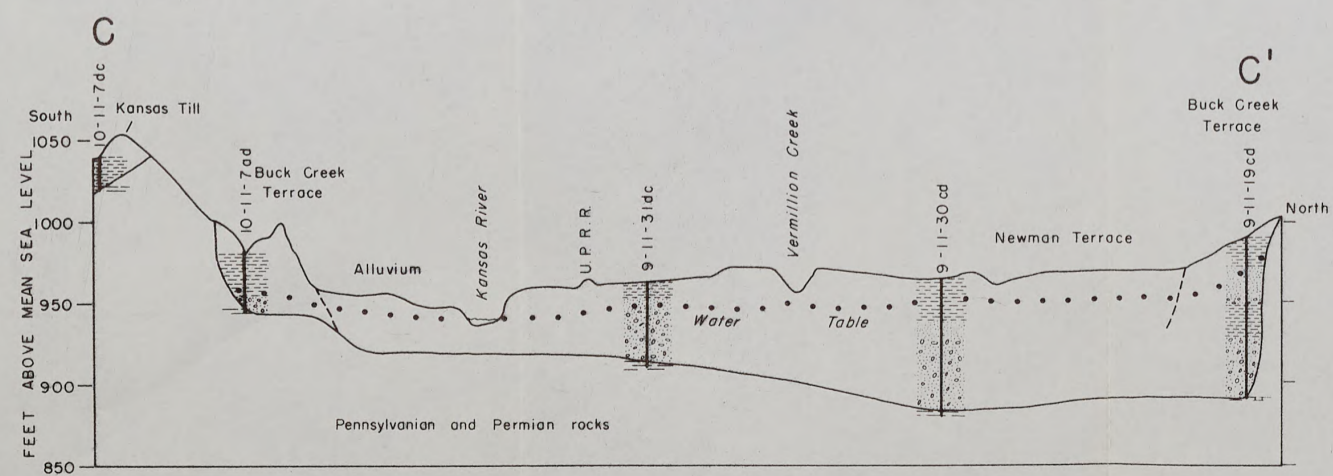 C
C'
South
10-11-7dc
Kansas Till
Buck Creek
Terrace
1050
FEET ABOVE MEAN SEA LEVEL
10-11-7ad
Buck Creek
Terrace
Kansas River
U.P.R.R.
9-11-31dc
Vermillion Creek
9-11-30cd
Newman Terrace
9-11-19cd
North
1000
Alluvium
950
Water Table
900
Pennsylvanian and Permian rocks
850